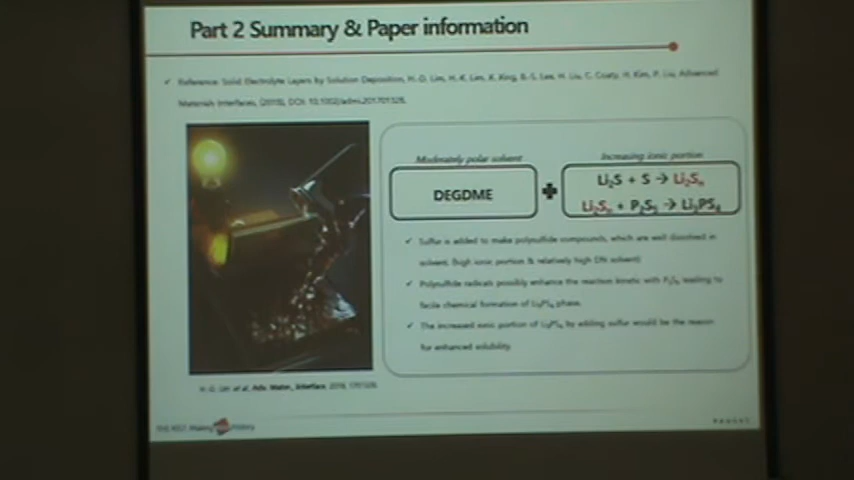 Part 2 Summary & Paper information
✓ Reference: Solid Electrolyte Layers by Solution Deposition, H.-D. Lim, H.-K. Lim, X. Xing, B.-S. Lee, H. Liu, C. Coaty, H. Kim, P. Liu, Advanced
Materials Interfaces, (2018), DOI: 10.1002/admi.201701328.
Moderately polar solvent
DEGDME
+
Increasing ionic portion
Li₂S + S → Li₂Sₙ
Li₂Sₙ + P₂S₅ → Li₃PS₄
✓ Sulfur is added to make polysulfide compounds, which are well dissolved in
solvent. (high ionic portion & relatively high DN solvent)
✓ Polysulfide radicals possibly enhance the reaction kinetic with P₂S₅ leading to
facile chemical formation of Li₃PS₄ phase.
✓ The increased ionic portion of Li₃PS₄ by adding sulfur would be the reason
for enhanced solubility.
H.-D. Lim et al, Adv. Mater. Interfaces 2018, 1701328